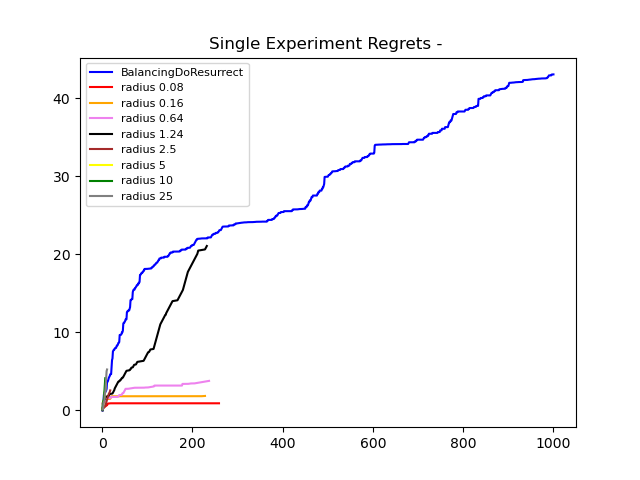 Single Experiment Regrets -
BalancingDoResurrect
radius 0.08
radius 0.16
radius 0.64
radius 1.24
radius 2.5
radius 5
radius 10
radius 25
40
30
20
10
0
0 200 400 600 800 1000